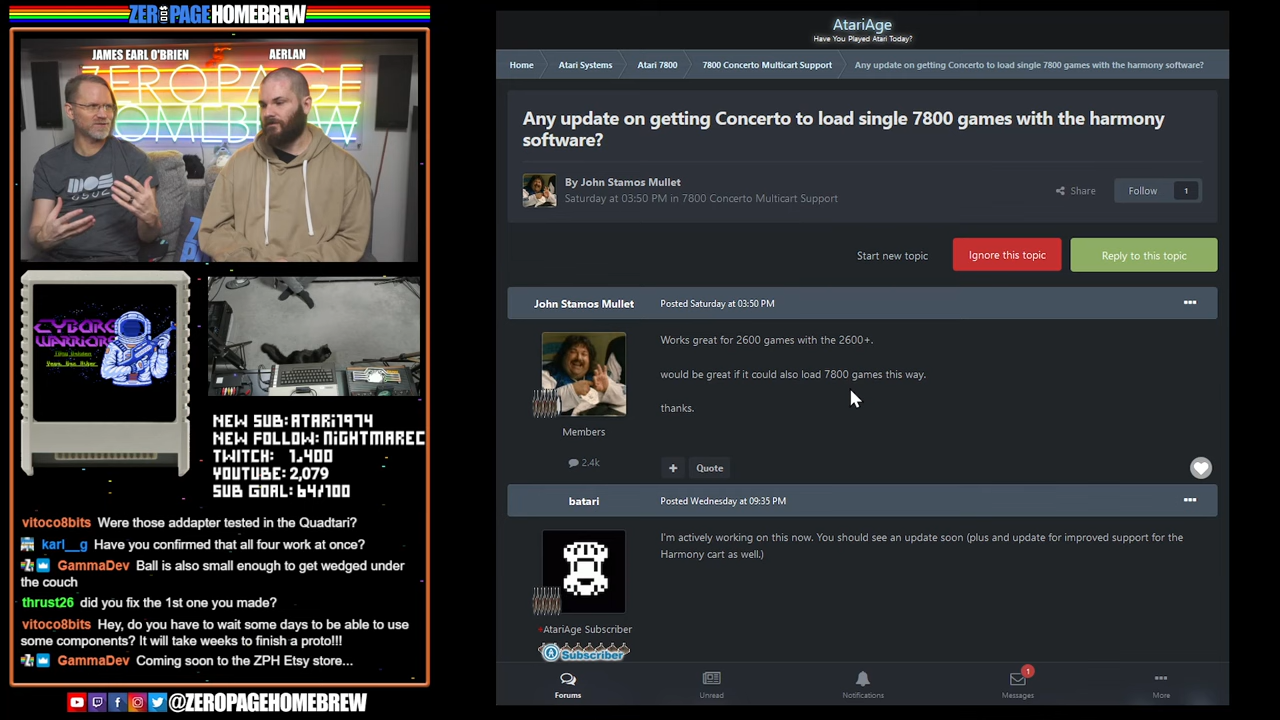 ZEROPAGE HOMEBREW
JAMES EARL O'BRIEN
AERLAN
ZEROPAGE
HOMEBREW
MOS
6502
CYBORG
WARRIORS
NEW SUB: ATARI1974
NEW FOLLOW: NIGHTMAREC
TWITCH: 1,400
YOUTUBE: 2,079
SUB GOAL: 64/100
vitoco8bits Were those addapter tested in the Quadtari?
karl__g Have you confirmed that all four work at once?
GammaDev Ball is also small enough to get wedged under
the couch
thrust26 did you fix the 1st one you made?
vitoco8bits Hey, do you have to wait some days to be able to use
some components? It will take weeks to finish a proto!!!
GammaDev Coming soon to the ZPH Etsy store...
@ZEROPAGEHOMEBREW
AtariAge
Have You Played Atari Today?
Home
Atari Systems
Atari 7800
7800 Concerto Multicart Support
Any update on getting Concerto to load single 7800 games with the harmony software?
Any update on getting Concerto to load single 7800 games with the harmony
software?
By John Stamos Mullet
Saturday at 03:50 PM in 7800 Concerto Multicart Support
Share
Follow
1
Start new topic
Ignore this topic
Reply to this topic
John Stamos Mullet
Posted Saturday at 03:50 PM
Works great for 2600 games with the 2600+.
would be great if it could also load 7800 games this way.
thanks.
Members
2.4k
+
Quote
batari
Posted Wednesday at 09:35 PM
I'm actively working on this now. You should see an update soon (plus and update for improved support for the
Harmony cart as well.)
AtariAge Subscriber
Subscriber
Forums
Unread
Notifications
1
Messages
More